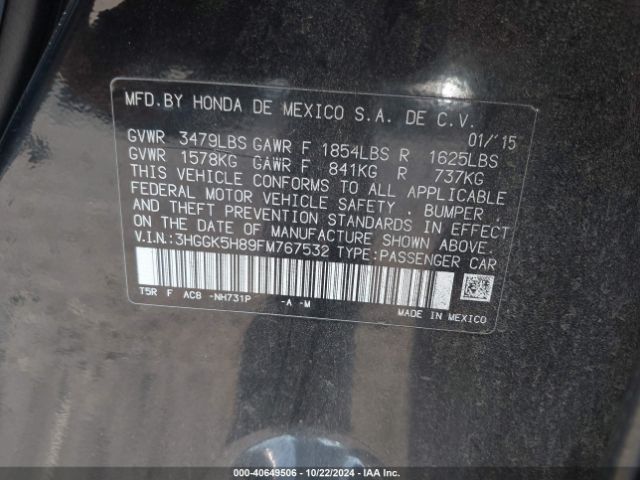 MFD.BY HONDA DE MEXICO S.A. DE C.V.
01/'15
GVWR 3479LBS GAWR F 1854LBS R 1625LBS
GVWR 1578KG GAWR F 841KG R 737KG
THIS VEHICLE CONFORMS TO ALL APPLICABLE
FEDERAL MOTOR VEHICLE SAFETY . BUMPER
AND THEFT PREVENTION STANDARDS IN EFFECT
ON THE DATE OF MANUFACTURE SHOWN ABOVE.
V.I.N.:3HGGK5H89FM767532 TYPE:PASSENGER CAR
T5R F AC8 -NH731P -A -M
MADE IN MEXICO
000-40649506 | 10/22/2024 | IAA Inc.